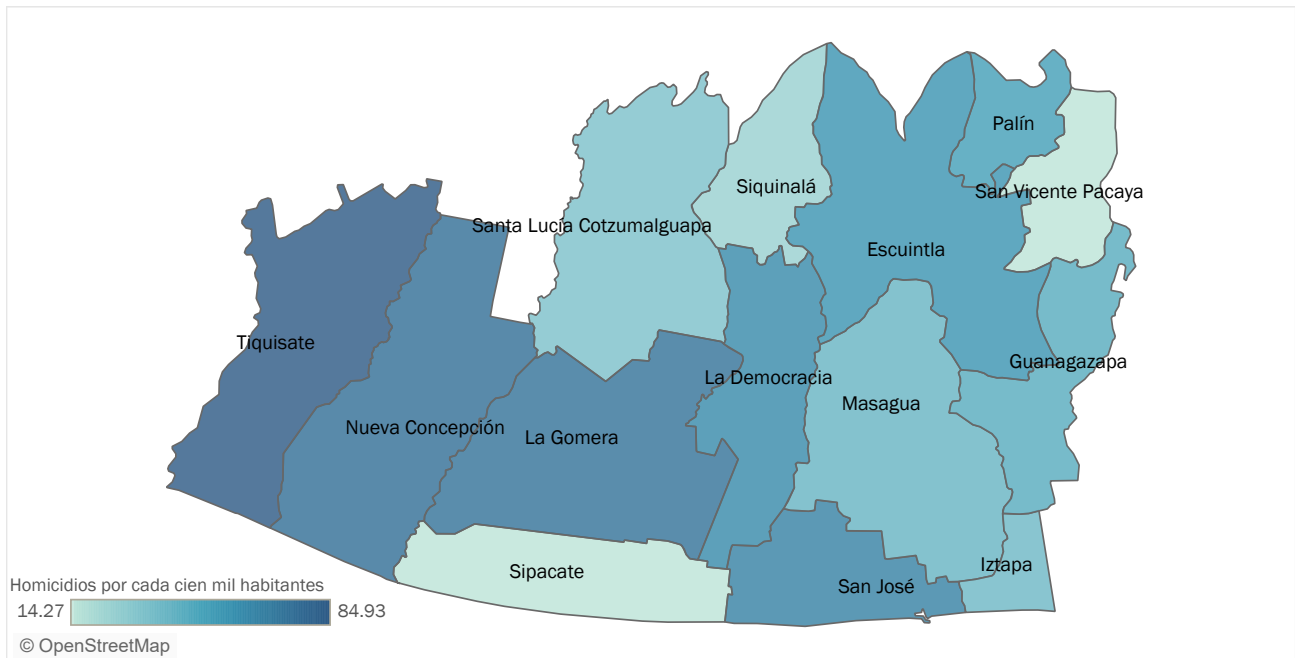 Palín
Siquinalá
San Vicente Pacaya
Santa Lucía Cotzumalguapa
Escuintla
Tiquisate
Guanagazapa
La Democracia
Masagua
Nueva Concepción
La Gomera
Iztapa
Sipacate
San José
Homicidios por cada cien mil habitantes
14.27 84.93
© OpenStreetMap